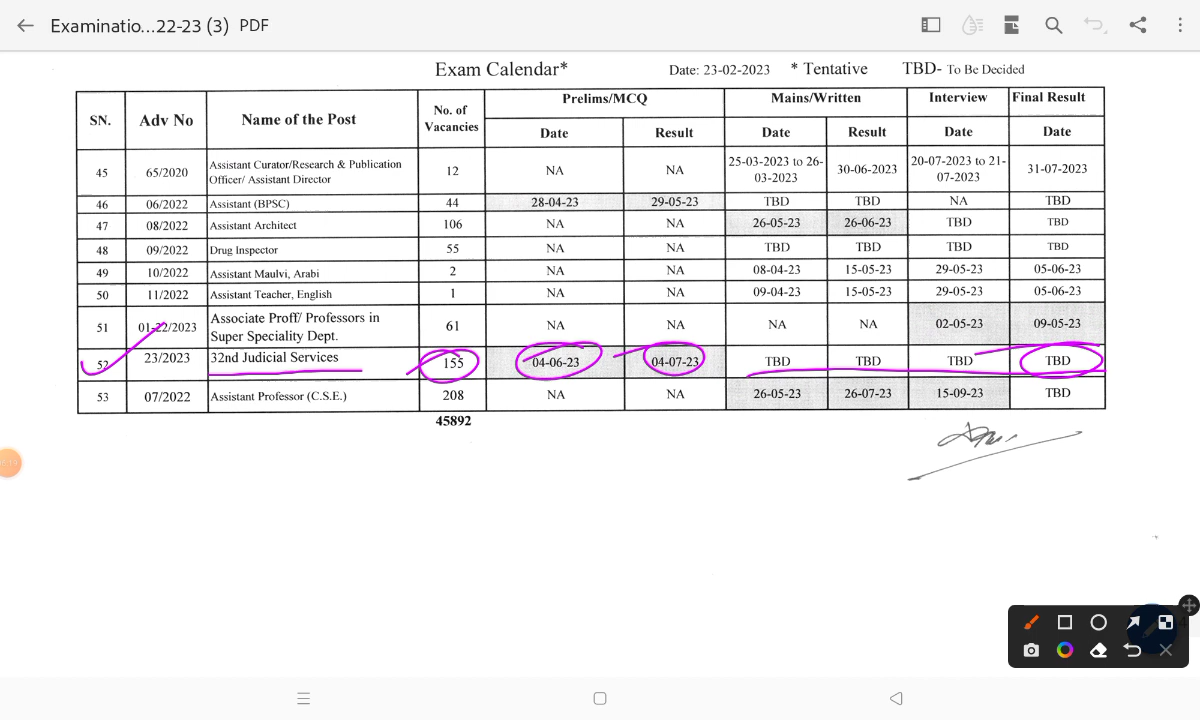 Examinatio...22-23 (3) PDF
Exam Calendar* Date: 23-02-2023 * Tentative TBD- To Be Decided
SN. Adv No Name of the Post No. of Vacancies Prelims/MCQ Mains/Written Interview Final Result
Date Result Date Result Date Date
45 65/2020 Assistant Curator/Research & Publication Officer/ Assistant Director 12 NA NA 25-03-2023 to 26-03-2023 30-06-2023 20-07-2023 to 21-07-2023 31-07-2023
46 06/2022 Assistant (BPSC) 44 28-04-23 29-05-23 TBD TBD NA TBD
47 08/2022 Assistant Architect 106 NA NA 26-05-23 26-06-23 TBD TBD
48 09/2022 Drug Inspector 55 NA NA TBD TBD TBD TBD
49 10/2022 Assistant Maulvi, Arabi 2 NA NA 08-04-23 15-05-23 29-05-23 05-06-23
50 11/2022 Assistant Teacher, English 1 NA NA 09-04-23 15-05-23 29-05-23 05-06-23
51 01-22/2023 Associate Proff/ Professors in Super Speciality Dept. 61 NA NA NA NA 02-05-23 09-05-23
52 23/2023 32nd Judicial Services 155 04-06-23 04-07-23 TBD TBD TBD TBD
53 07/2022 Assistant Professor (C.S.E.) 208 NA NA 26-05-23 26-07-23 15-09-23 TBD
45892